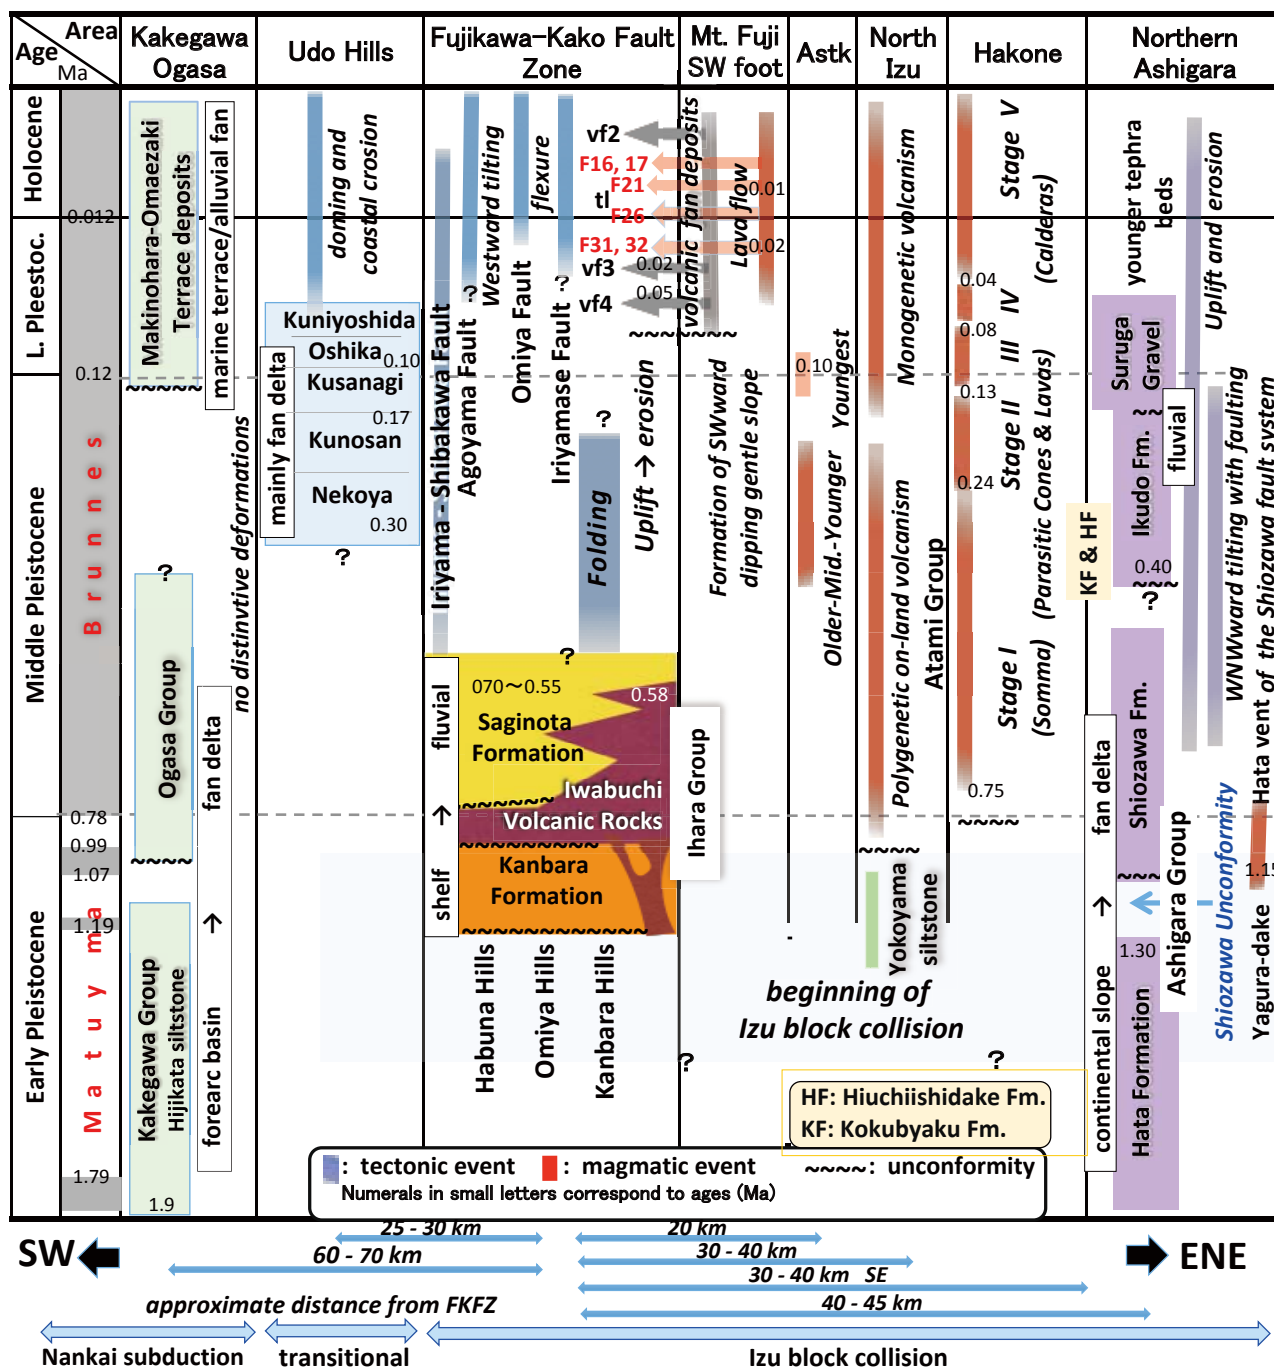 Area
Age
Ma
Kakegawa
Ogasa
Udo Hills
Fujikawa-Kako Fault
Zone
Mt. Fuji
SW foot
Astk
North
Izu
Hakone
Northern
Ashigara
Holocene
L. Pleestoc.
Middle Pleistocene
Early Pleistocene
0.012
0.12
0.78
0.99
1.07
1.19
1.79
Brunnes
Matuyma
Makinohara-Omaezaki
Terrace deposits
marine terrace/alluvial fan
no distinvtive deformations
?
Ogasa Group
fan delta
Kakegawa Group
Hijikata siltstone
forearc basin
→
1.9
doming and
coastal erosion
Kuniyoshida
Oshika
0.10
Kusanagi
0.17
Kunosan
Nekoya
0.30
?
mainly fan delta
Iriyama - Shibakawa Fault
Agoyama Fault
?
Westward tilting
Omiya Fault
flexure
Iriyamase Fault
?
vf2
F16, 17
F21
tl
F26
F31, 32
vf3
0.02
0.05
vf4
?
Folding
Uplift → erosion
?
070～0.55
0.58
Saginota
Formation
Iwabuchi
Volcanic Rocks
Kanbara
Formation
fluvial
→
shelf
Ihara Group
Habuna Hills
Omiya Hills
Kanbara Hills
volcanic fan deposits
Lava flow
0.01
0.02
Formation of SWward
dipping gentle slope
?
0.10
Youngest
Older-Mid.-Younger
Monogenetic volcanism
Polygenetic on-land volcanism
Atami Group
Yokoyama
siltstone
beginning of
Izu block collision
Stage V
(Calderas)
0.04
IV
0.08
III
0.13
Stage II
(Parasitic Cones & Lavas)
0.24
Stage I
(Somma)
0.75
?
KF & HF
younger tephra
beds
Uplift and erosion
Suruga
Gravel
fluvial
Ikudo Fm.
0.40
?
WNWward tilting with faulting
of the Shiozawa fault system
Shiozawa Fm.
fan delta
Ashigara Group
Shiozawa Unconformity
→
1.30
continental slope
Hata Formation
Hata vent
1.15
Yagura-dake
HF: Hiuchiishidake Fm.
KF: Kokubyaku Fm.
: tectonic event
: magmatic event
~~~~: unconformity
Numerals in small letters correspond to ages (Ma)
SW
ENE
25 - 30 km
20 km
60 - 70 km
30 - 40 km
30 - 40 km SE
40 - 45 km
approximate distance from FKFZ
Nankai subduction
transitional
Izu block collision